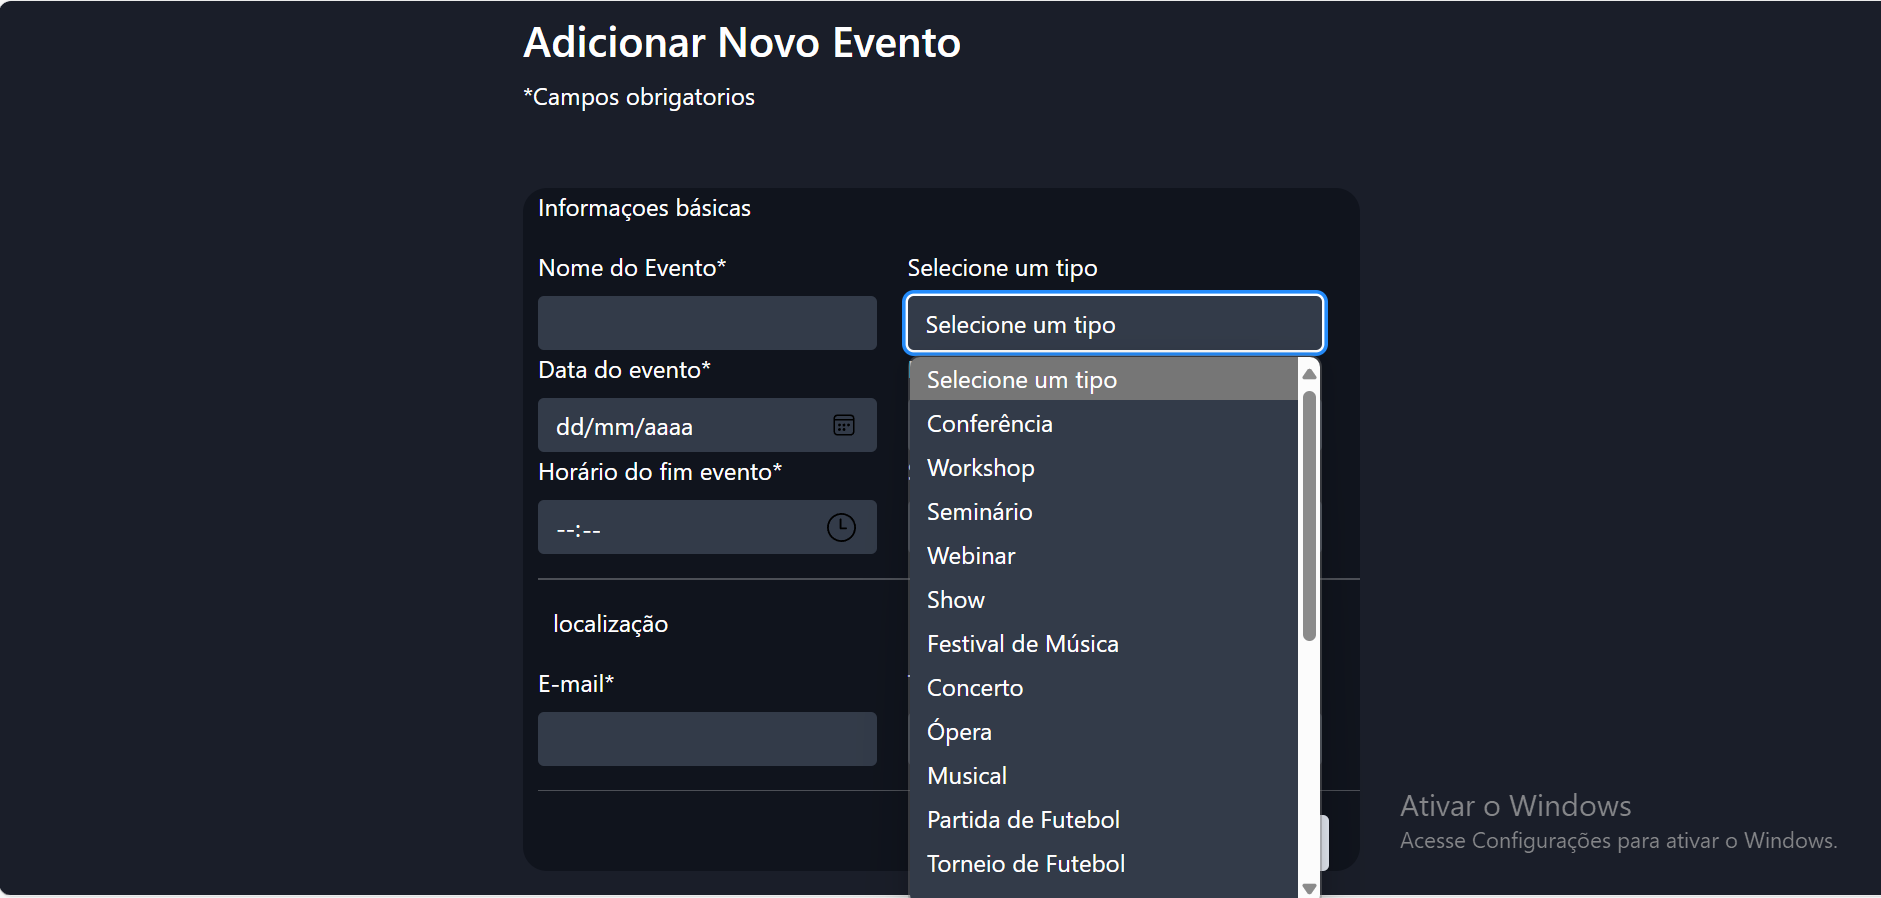 Adicionar Novo Evento
*Campos obrigatorios
Informaçoes básicas
Nome do Evento*
Selecione um tipo
Selecione um tipo
Data do evento*
dd/mm/aaaa
Horário do fim evento*
--:--
localização
E-mail*
Selecione um tipo
Conferência
Workshop
Seminário
Webinar
Show
Festival de Música
Concerto
Ópera
Musical
Partida de Futebol
Torneio de Futebol
Ativar o Windows
Acesse Configurações para ativar o Windows.